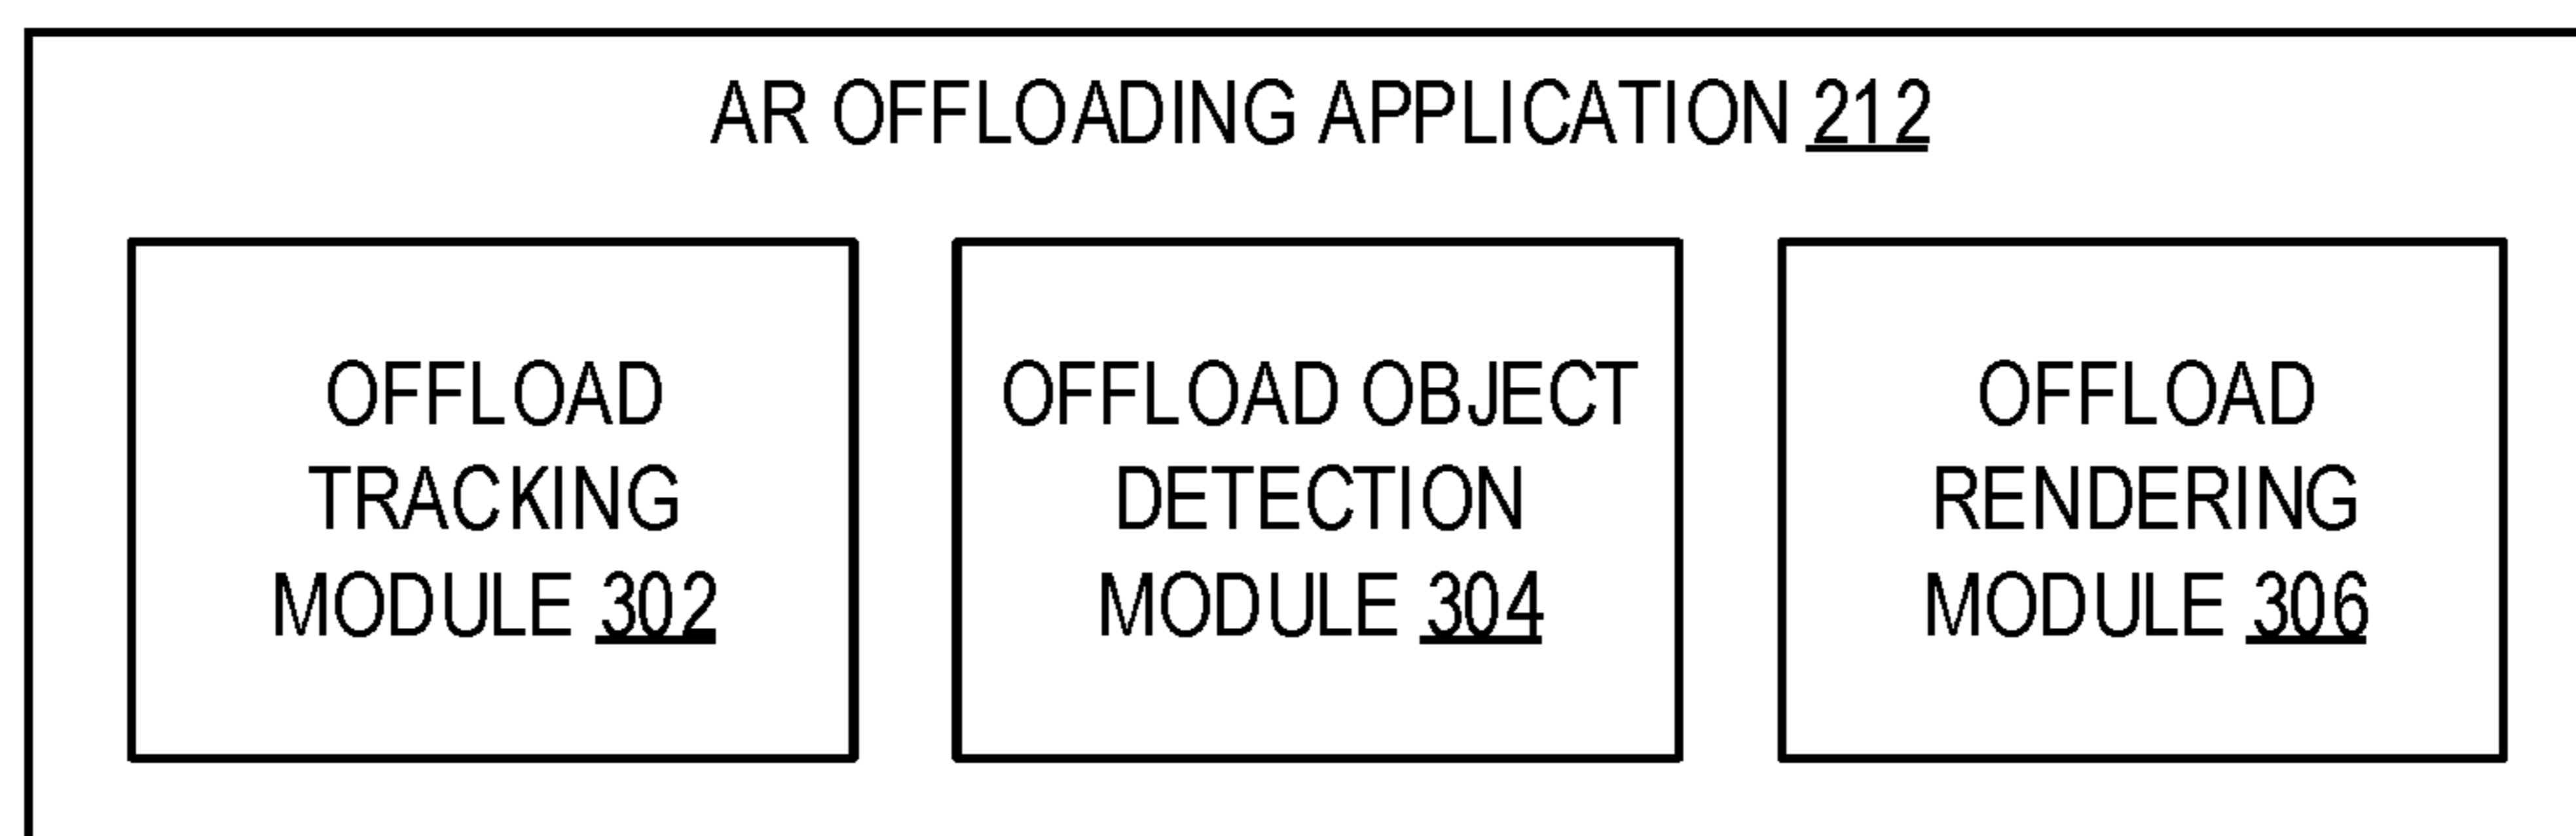 AR OFFLOADING APPLICATION 212
OFFLOAD
TRACKING
MODULE 302
OFFLOAD OBJECT
DETECTION
MODULE 304
OFFLOAD
RENDERING
MODULE 306